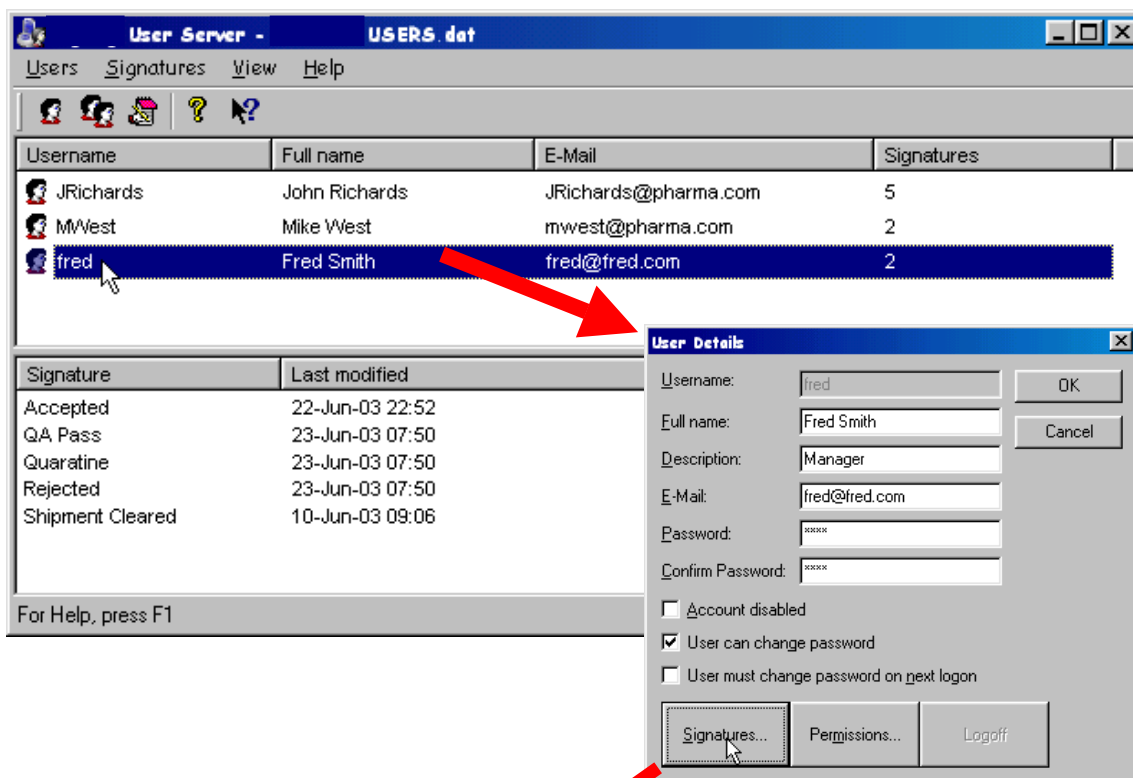 User Server - USERS.dat
Users Signatures View Help
Username Full name E-Mail Signatures
JRichards John Richards JRichards@pharma.com 5
MWest Mike West mwest@pharma.com 2
fred Fred Smith fred@fred.com 2
Signature Last modified
Accepted 22-Jun-03 22:52
QA Pass 23-Jun-03 07:50
Quaratine 23-Jun-03 07:50
Rejected 23-Jun-03 07:50
Shipment Cleared 10-Jun-03 09:06
For Help, press F1
User Details
Username: fred OK
Full name: Fred Smith Cancel
Description: Manager
E-Mail: fred@fred.com
Password: ****
Confirm Password: ****
Account disabled
User can change password
User must change password on next logon
Signatures... Permissions... Logoff